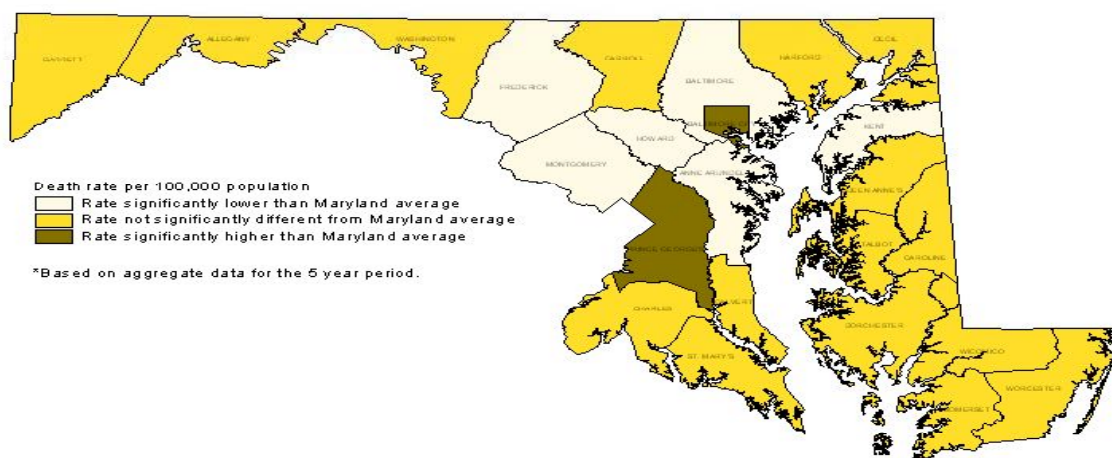 GARRETT
ALLEGANY
WASHINGTON
FREDERICK
CARROLL
BALTIMORE
HARFORD
CECIL
BALTIMORE CITY
HOWARD
KENT
MONTGOMERY
ANNE ARUNDEL
Death rate per 100,000 population
Rate significantly lower than Maryland average
Rate not significantly different from Maryland average
Rate significantly higher than Maryland average
*Based on aggregate data for the 5 year period.
QUEEN ANNE'S
TALBOT
CAROLINE
PRINCE GEORGE'S
CALVERT
CHARLES
DORCHESTER
ST. MARY'S
WICOMICO
WORCESTER
SOMERSET